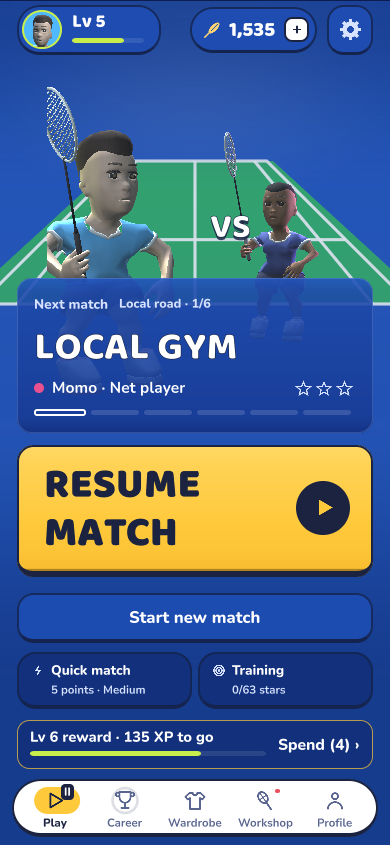 Lv 5
1,535
VS
Next match Local road · 1/6
LOCAL GYM
Momo · Net player
RESUME
MATCH
Start new match
Quick match
5 points · Medium
Training
0/63 stars
Lv 6 reward · 135 XP to go
Spend (4) ›
Play
Career
Wardrobe
Workshop
Profile